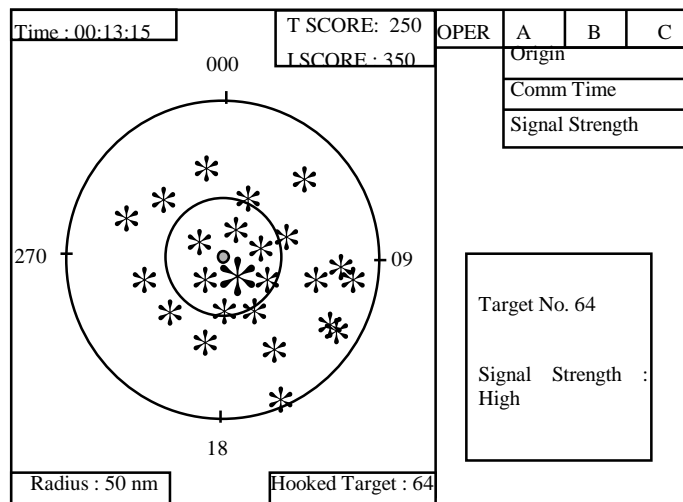 Time : 00:13:15
T SCORE: 250
I SCORE : 350
OPER A B C
Origin
Comm Time
Signal Strength
000
270
09
18
Target No. 64
Signal Strength :
High
Radius : 50 nm
Hooked Target : 64